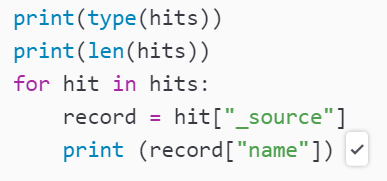 print(type(hits))
print(len(hits))
for hit in hits:
    record = hit["_source"]
    print (record["name"])